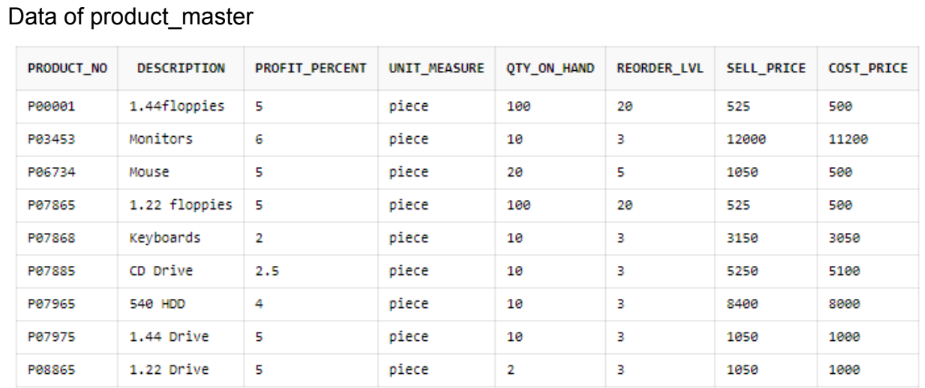 Data of product_master
PRODUCT_NO DESCRIPTION PROFIT_PERCENT UNIT_MEASURE QTY_ON_HAND REORDER_LVL SELL_PRICE COST_PRICE
P00001 1.44floppies 5 piece 100 20 525 500
P03453 Monitors 6 piece 10 3 12000 11200
P06734 Mouse 5 piece 20 5 1050 500
P07865 1.22 floppies 5 piece 100 20 525 500
P07868 Keyboards 2 piece 10 3 3150 3050
P07885 CD Drive 2.5 piece 10 3 5250 5100
P07965 540 HDD 4 piece 10 3 8400 8000
P07975 1.44 Drive 5 piece 10 3 1050 1000
P08865 1.22 Drive 5 piece 2 3 1050 1000